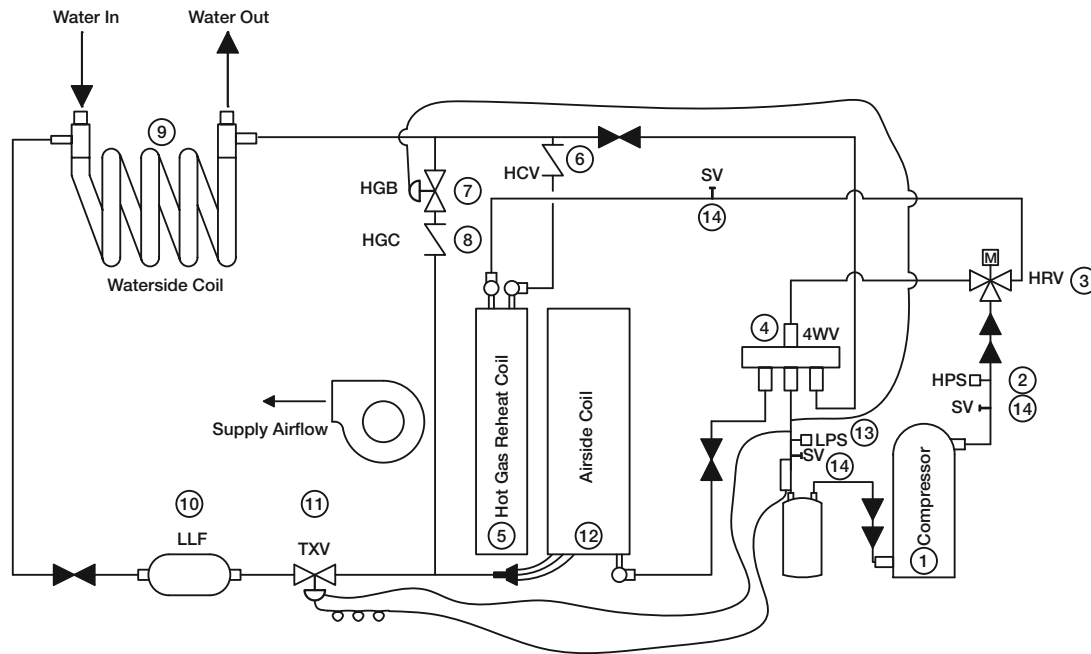 Water In
Water Out
9
Waterside Coil
HGB
7
HGC
8
HCV
6
SV
14
M
HRV
3
4
4WV
HPS
2
SV
14
LPS
13
SV
14
Compressor
1
Supply Airflow
Hot Gas Reheat Coil
5
Airside Coil
12
10
LLF
11
TXV